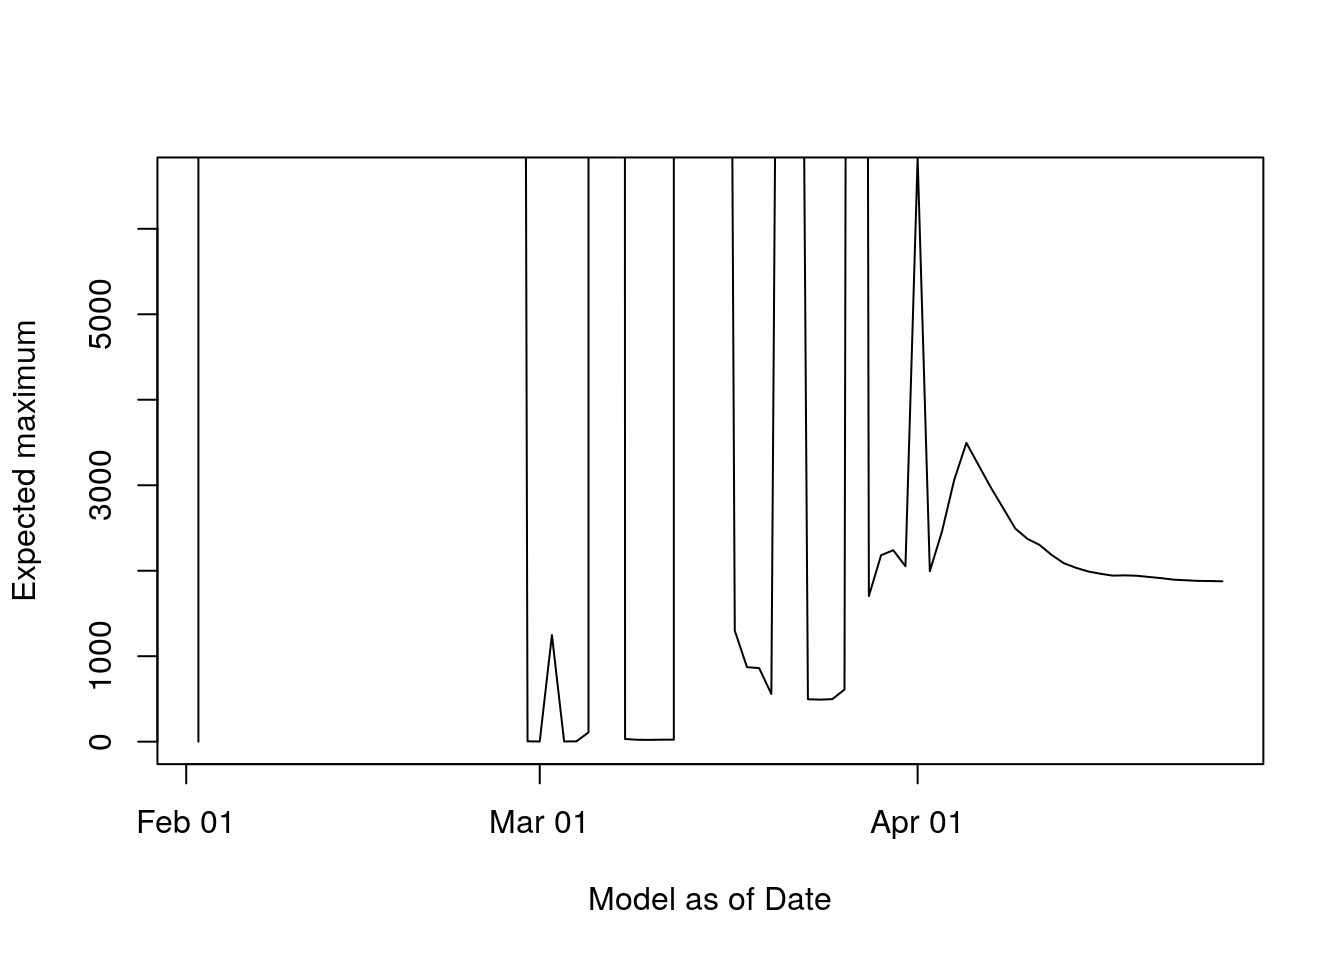 Expected maximum
5000
3000
1000
0
Feb 01
Mar 01
Apr 01
Model as of Date